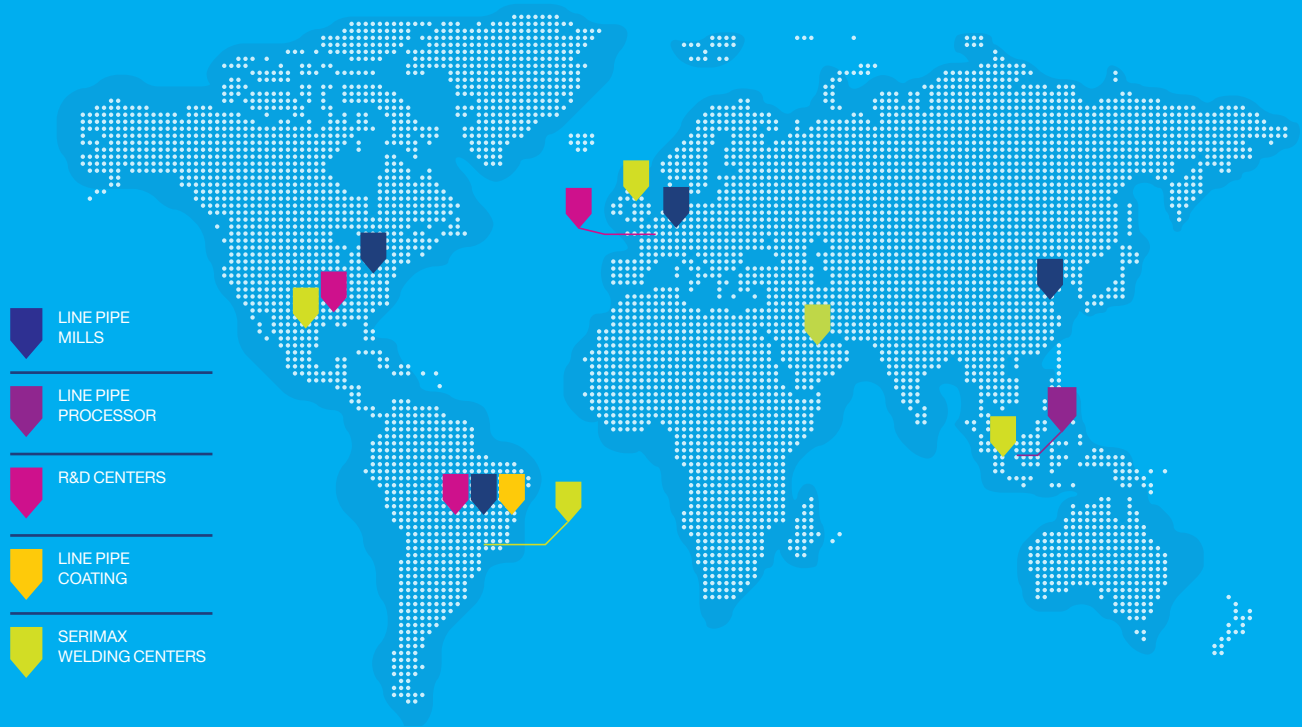 LINE PIPE
MILLS
LINE PIPE
PROCESSOR
R&D CENTERS
LINE PIPE
COATING
SERIMAX
WELDING CENTERS